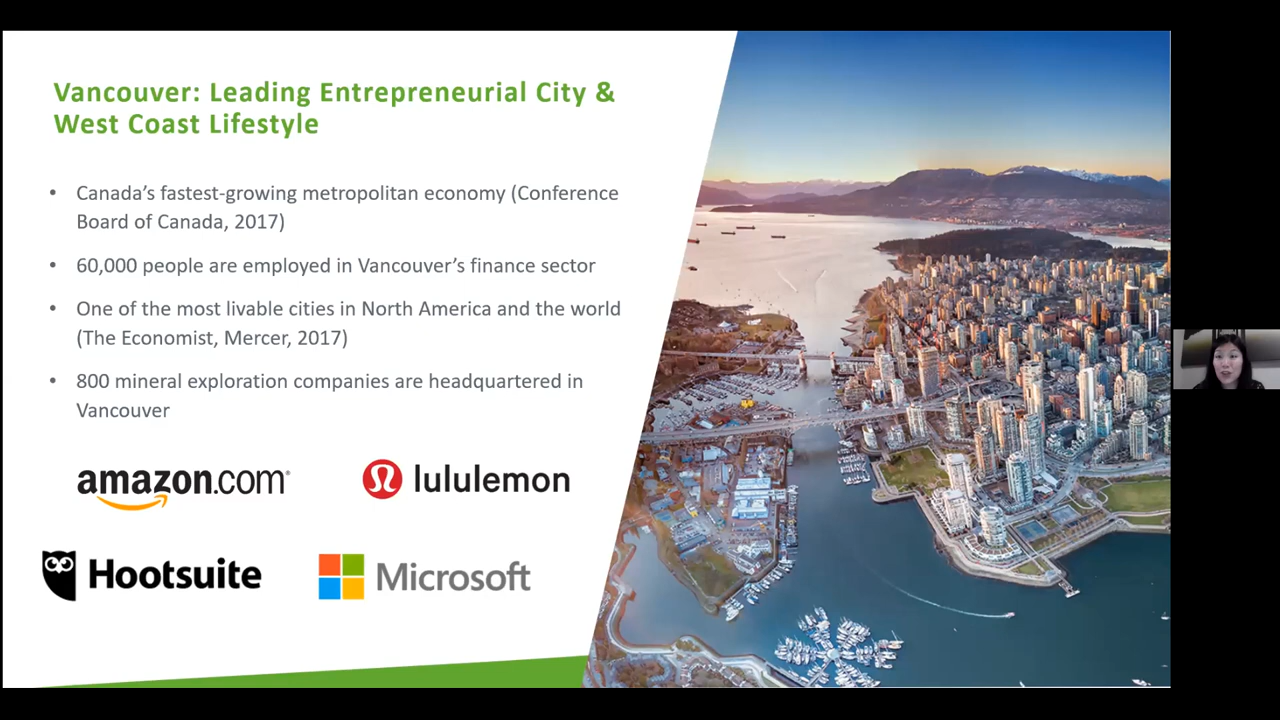 Vancouver: Leading Entrepreneurial City &
West Coast Lifestyle
• Canada’s fastest-growing metropolitan economy (Conference
Board of Canada, 2017)
• 60,000 people are employed in Vancouver’s finance sector
• One of the most livable cities in North America and the world
(The Economist, Mercer, 2017)
• 800 mineral exploration companies are headquartered in
Vancouver
amazon.com®
lululemon
Hootsuite
Microsoft